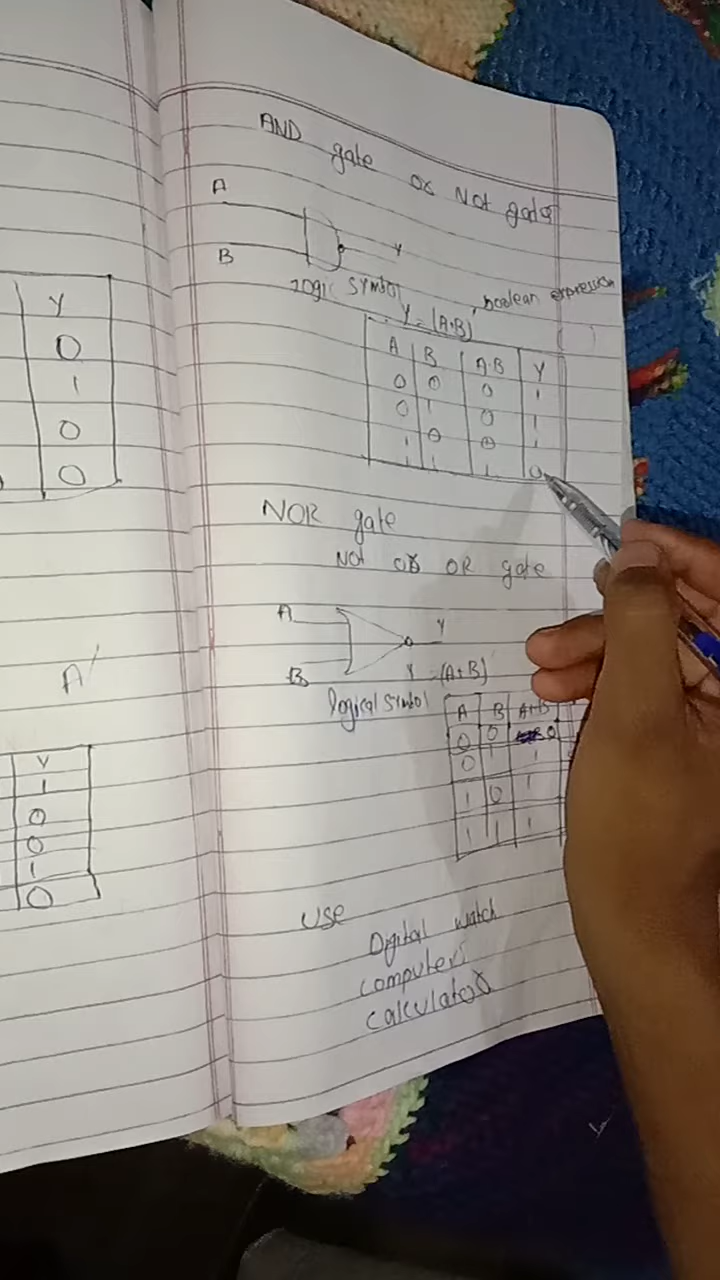 AND gate or Not gate
A
B
Y
Logic symbol
boolean expression
Y = (A·B)'
A B A·B Y
0 0 0 1
0 1 0 1
1 0 0 1
1 1 1 0
NOR gate
Not or OR gate
A
B
Y
Y = (A+B)
logical symbol
A B A+B
0 0 0
0 1 1
1 0 1
1 1 1
use
Digital watch
computer
calculator
Y
0
1
0
0
A'
Y
1
0
0
1
0